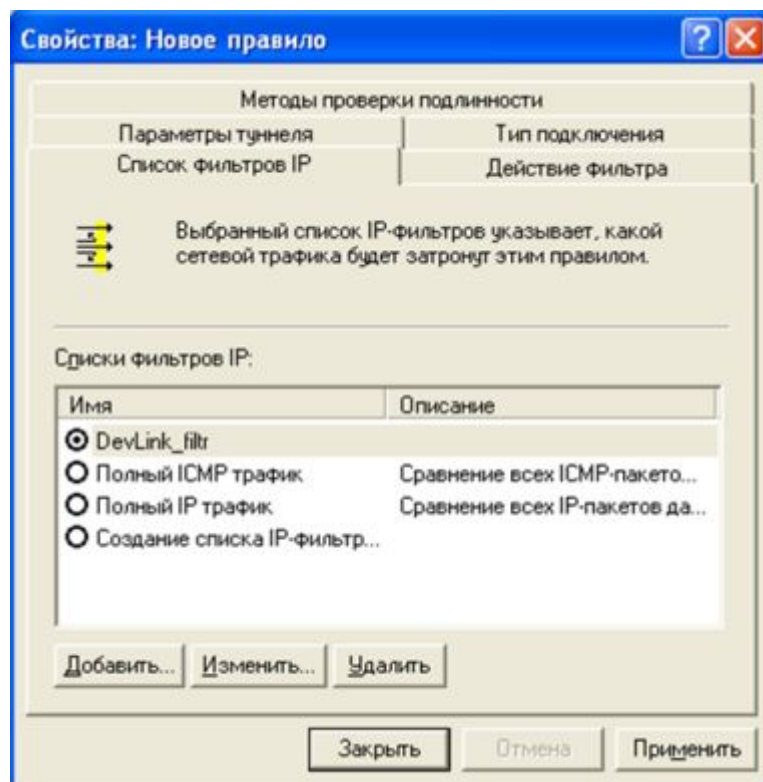 Свойства: Новое правило
Методы проверки подлинности
Параметры туннеля
Тип подключения
Список фильтров IP
Действие фильтра
Выбранный список IP-фильтров указывает, какой
сетевой трафика будет затронут этим правилом.
Списки фильтров IP:
Имя Описание
DevLink_filtr
Полный ICMP трафик Сравнение всех ICMP-пакето...
Полный IP трафик Сравнение всех IP-пакетов да...
Создание списка IP-фильтр...
Добавить... Изменить... Удалить
Закрыть Отмена Применить